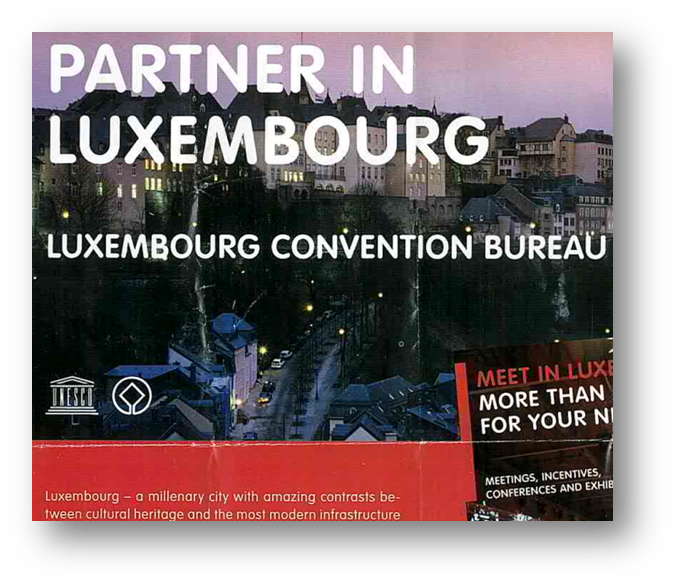 PARTNER IN
LUXEMBOURG
LUXEMBOURG CONVENTION BUREAU
UNESCO
MEET IN LUXE
MORE THAN
FOR YOUR N
MEETINGS, INCENTIVES,
CONFERENCES AND EXHIB
Luxembourg – a millenary city with amazing contrasts be-
tween cultural heritage and the most modern infrastructure